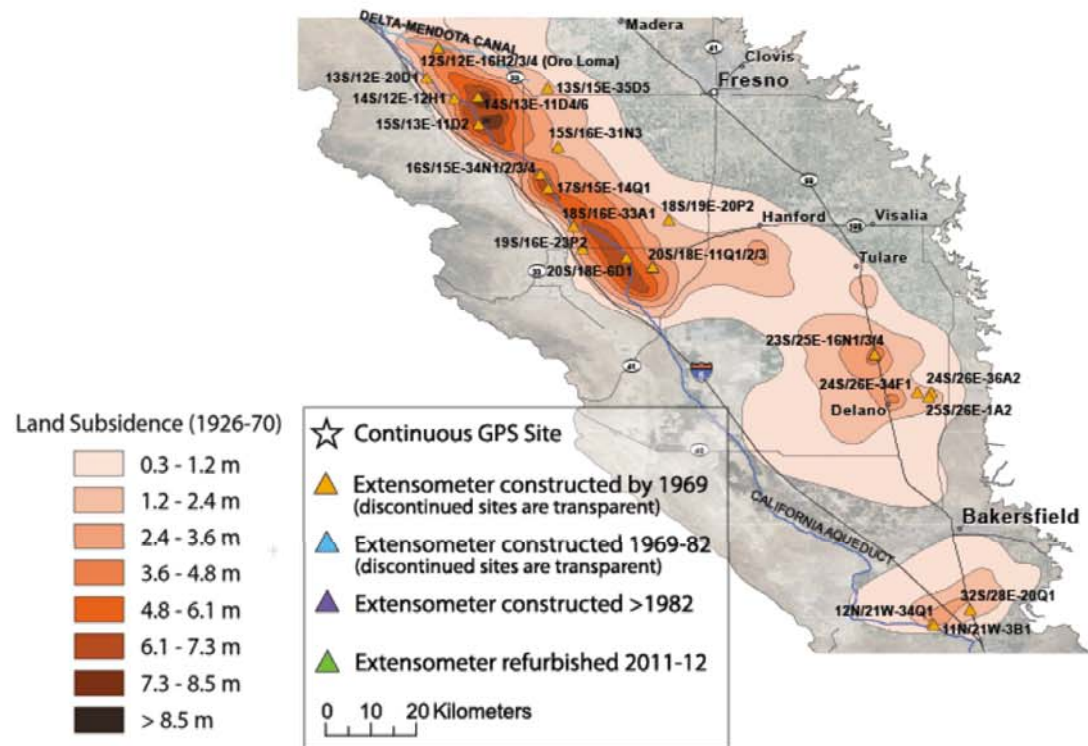 DELTA-MENDOTA CANAL
Madera
41
Clovis
Fresno
12S/12E-16H2/3/4 (Oro Loma)
33
13S/12E-20D1
13S/15E-35D5
14S/12E-12H1
14S/13E-11D4/6
15S/13E-11D2
15S/16E-31N3
16S/15E-34N1/2/3/4
99
17S/15E-14Q1
18S/16E-33A1
18S/19E-20P2
Hanford
198
Visalia
19S/16E-23P2
33
20S/18E-6D1
20S/18E-11Q1/2/3
Tulare
23S/25E-16N1/3/4
41
5
24S/26E-34F1
24S/26E-36A2
Delano
25S/26E-1A2
CALIFORNIA AQUEDUCT
Bakersfield
32S/28E-20Q1
12N/21W-34Q1
11N/21W-3B1
Land Subsidence (1926-70)
0.3 - 1.2 m
1.2 - 2.4 m
2.4 - 3.6 m
3.6 - 4.8 m
4.8 - 6.1 m
6.1 - 7.3 m
7.3 - 8.5 m
> 8.5 m
Continuous GPS Site
Extensometer constructed by 1969
(discontinued sites are transparent)
Extensometer constructed 1969-82
(discontinued sites are transparent)
Extensometer constructed >1982
Extensometer refurbished 2011-12
0 10 20 Kilometers